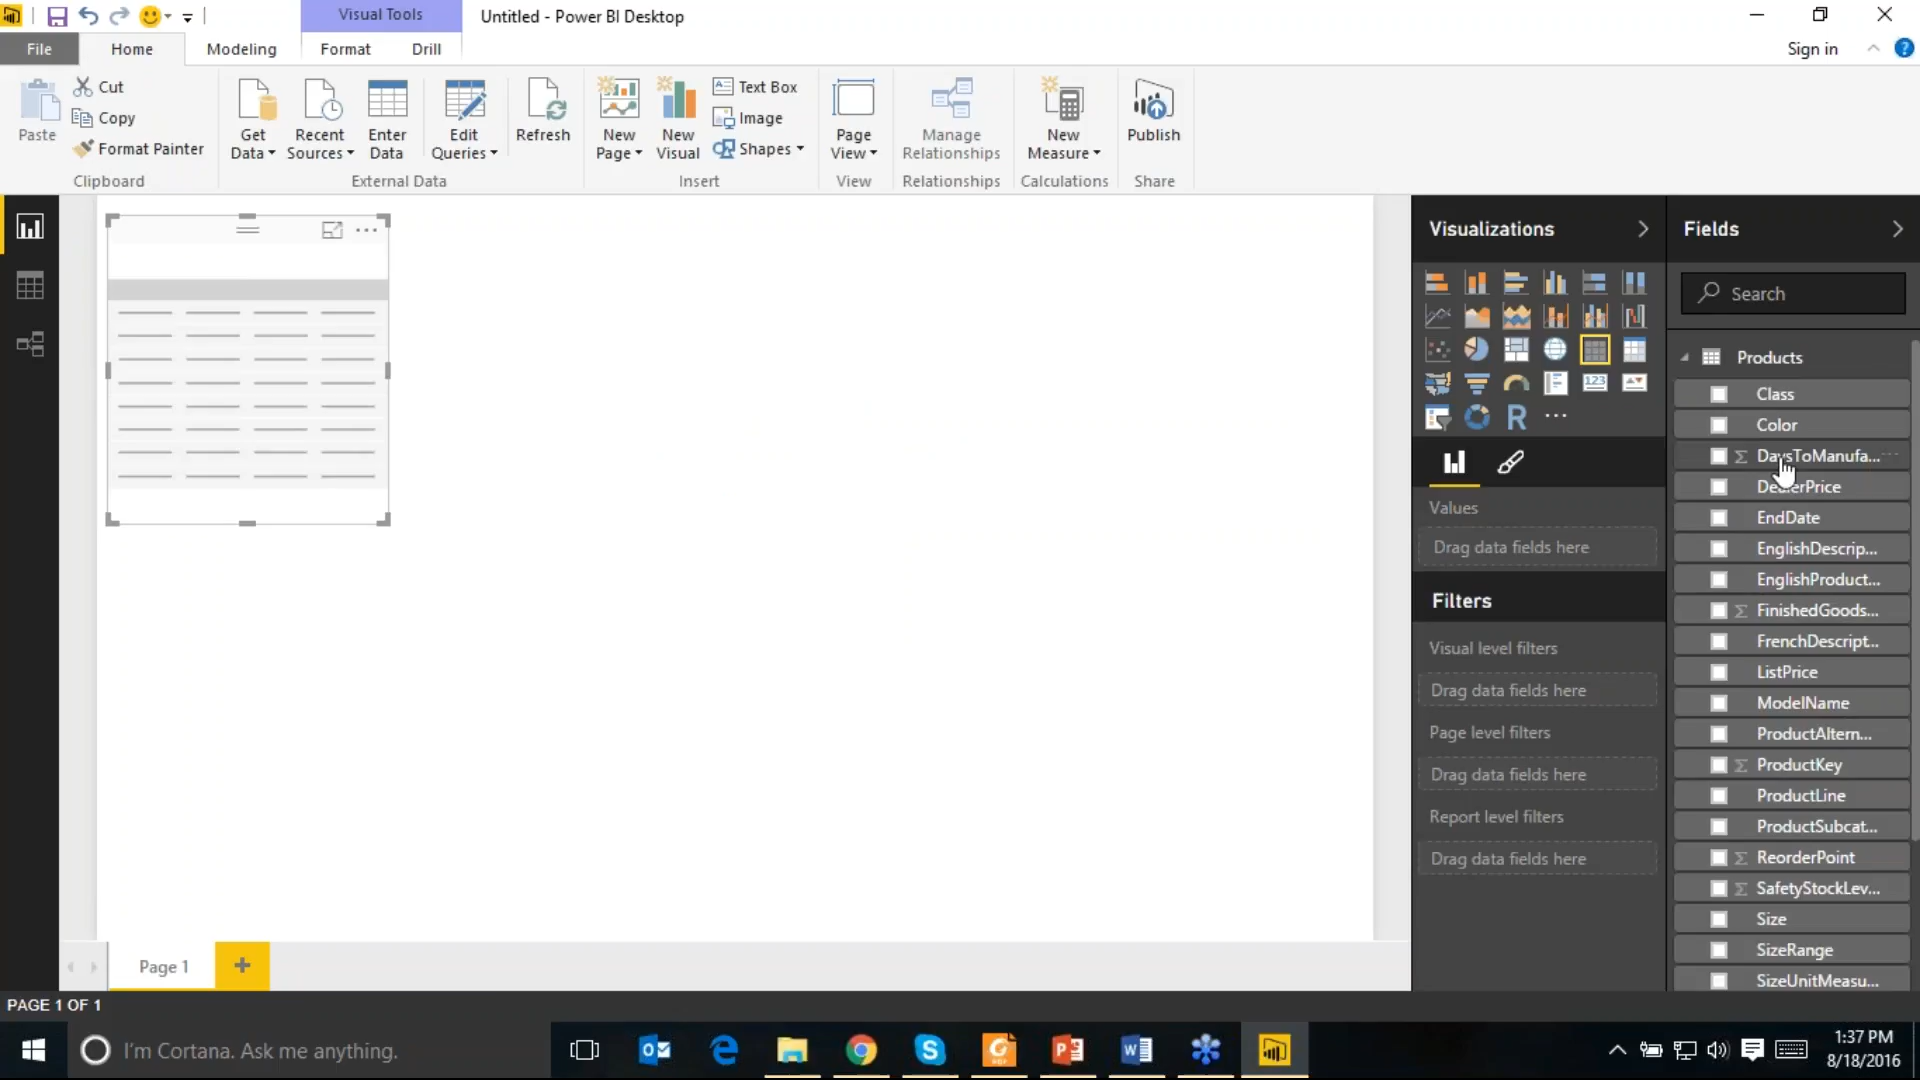 Visual Tools
Untitled - Power BI Desktop
File
Home
Modeling
Format
Drill
Sign in
Paste
Cut
Copy
Format Painter
Clipboard
Get Data
Recent Sources
Enter Data
Edit Queries
Refresh
External Data
New Page
New Visual
Text Box
Image
Shapes
Insert
Page View
View
Manage Relationships
Relationships
New Measure
Calculations
Publish
Share
Visualizations
123
R
Values
Drag data fields here
Filters
Visual level filters
Drag data fields here
Page level filters
Drag data fields here
Report level filters
Drag data fields here
Fields
Search
Products
Class
Color
Σ DaysToManufa...
DealerPrice
EndDate
EnglishDescrip...
EnglishProduct...
Σ FinishedGoods...
FrenchDescript...
ListPrice
ModelName
ProductAltern...
Σ ProductKey
ProductLine
ProductSubcat...
Σ ReorderPoint
Σ SafetyStockLev...
Size
SizeRange
SizeUnitMeasu...
Page 1
PAGE 1 OF 1
I'm Cortana. Ask me anything.
1:37 PM
8/18/2016